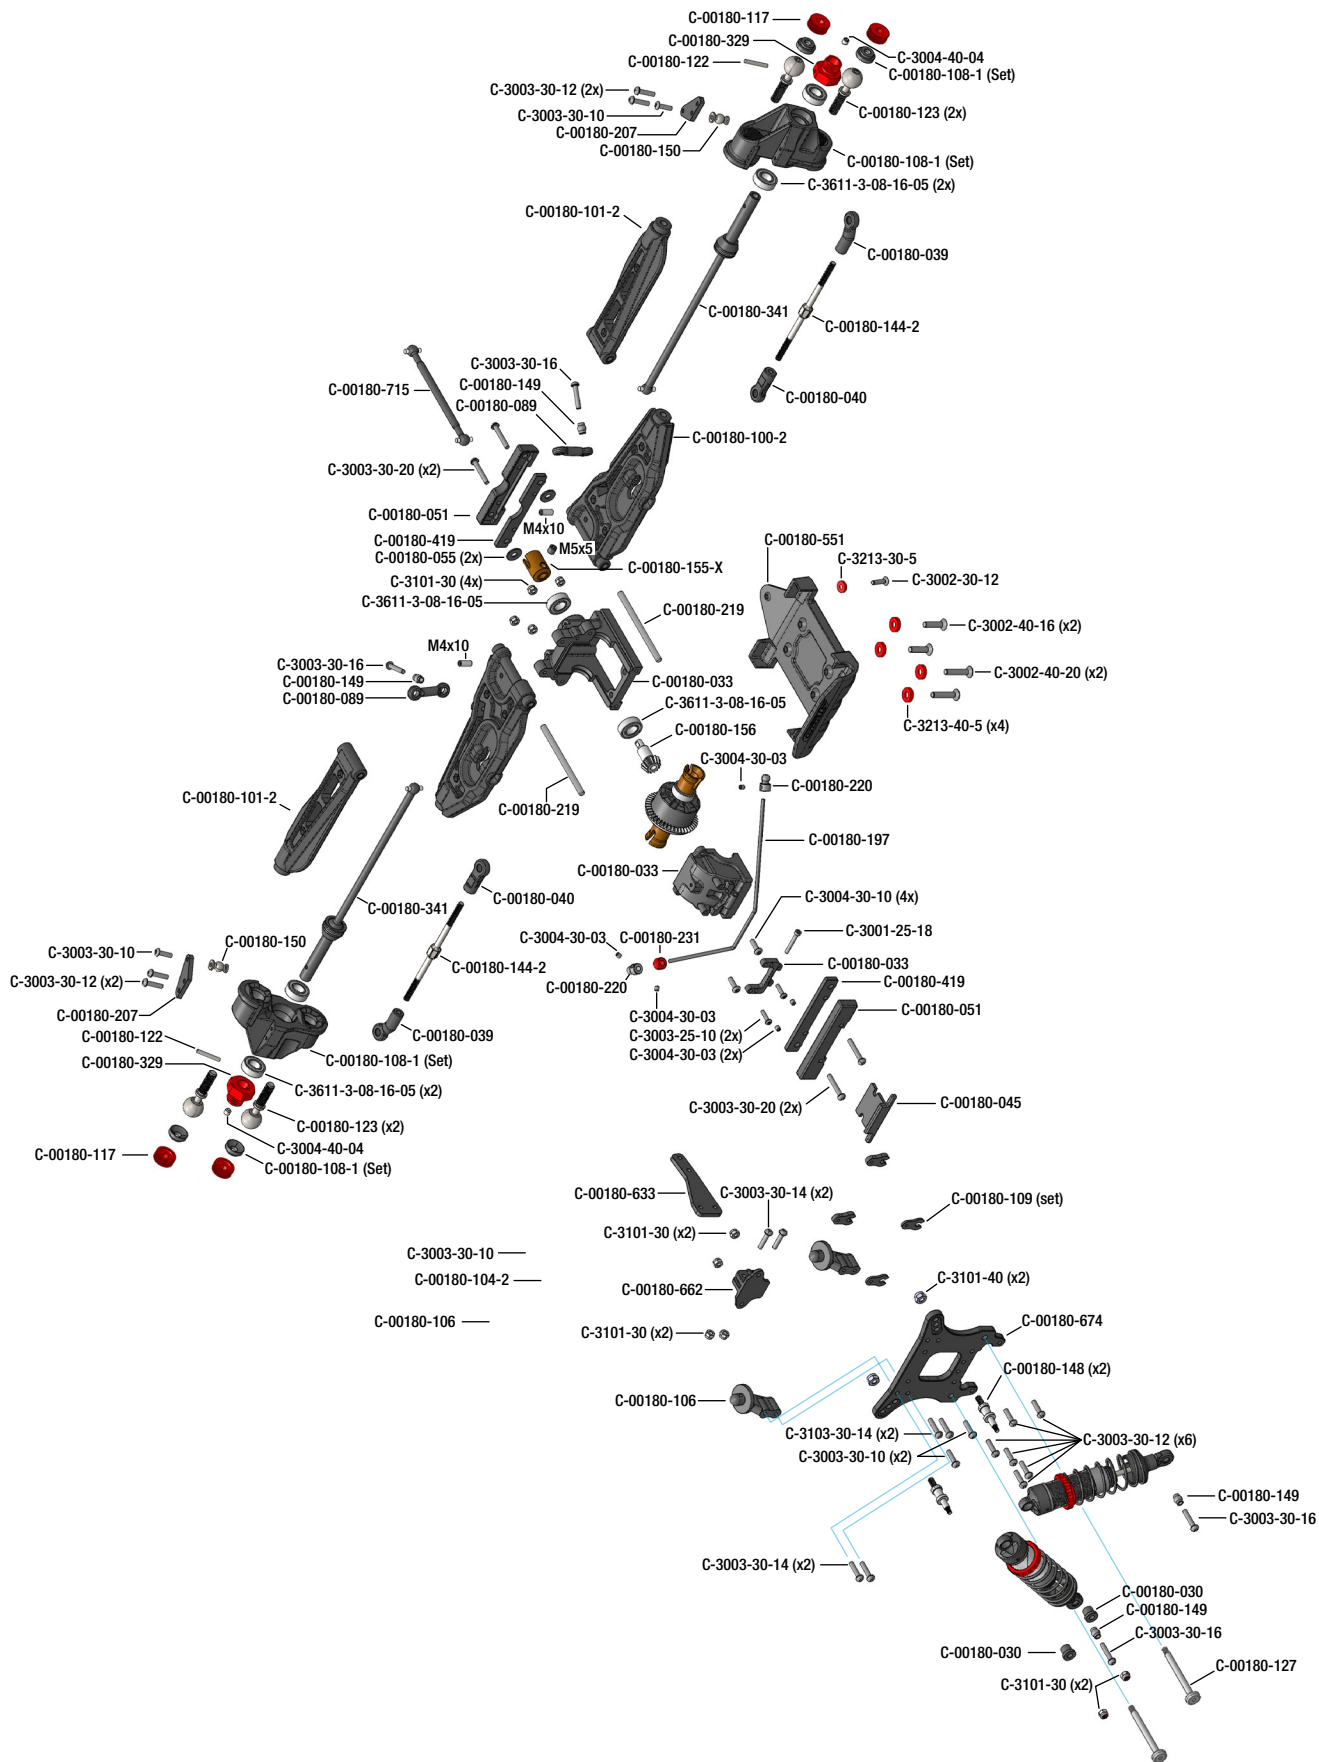 C-00180-117
C-00180-329
C-00180-122
C-3004-40-04
C-00180-108-1 (Set)
C-3003-30-12 (2x)
C-3003-30-10
C-00180-207
C-00180-150
C-00180-123 (2x)
C-00180-108-1 (Set)
C-3611-3-08-16-05 (2x)
C-00180-101-2
C-00180-039
C-00180-341
C-00180-144-2
C-3003-30-16
C-00180-149
C-00180-089
C-00180-715
C-00180-040
C-00180-100-2
C-3003-30-20 (x2)
C-00180-051
M4x10
C-00180-419
M5x5
C-00180-055 (2x)
C-00180-155-X
C-3101-30 (4x)
C-3611-3-08-16-05
C-00180-551
C-3213-30-5
C-3002-30-12
C-00180-219
C-3002-40-16 (x2)
M4x10
C-3003-30-16
C-00180-149
C-00180-089
C-00180-033
C-3002-40-20 (x2)
C-3611-3-08-16-05
C-3213-40-5 (x4)
C-00180-156
C-3004-30-03
C-00180-220
C-00180-101-2
C-00180-219
C-00180-197
C-00180-033
C-00180-040
C-3004-30-10 (4x)
C-00180-341
C-3001-25-18
C-3003-30-10
C-00180-150
C-3004-30-03
C-00180-231
C-00180-144-2
C-00180-033
C-3003-30-12 (x2)
C-00180-220
C-00180-419
C-00180-207
C-00180-051
C-3004-30-03
C-3003-25-10 (2x)
C-3004-30-03 (2x)
C-00180-122
C-00180-039
C-00180-329
C-00180-108-1 (Set)
C-3611-3-08-16-05 (x2)
C-3003-30-20 (2x)
C-00180-045
C-00180-123 (x2)
C-3004-40-04
C-00180-117
C-00180-108-1 (Set)
C-00180-633
C-3003-30-14 (x2)
C-00180-109 (set)
C-3101-30 (x2)
C-3003-30-10
C-00180-104-2
C-00180-662
C-3101-40 (x2)
C-00180-106
C-3101-30 (x2)
C-00180-674
C-00180-148 (x2)
C-00180-106
C-3103-30-14 (x2)
C-3003-30-10 (x2)
C-3003-30-12 (x6)
C-00180-149
C-3003-30-16
C-3003-30-14 (x2)
C-00180-030
C-00180-149
C-3003-30-16
C-00180-030
C-00180-127
C-3101-30 (x2)